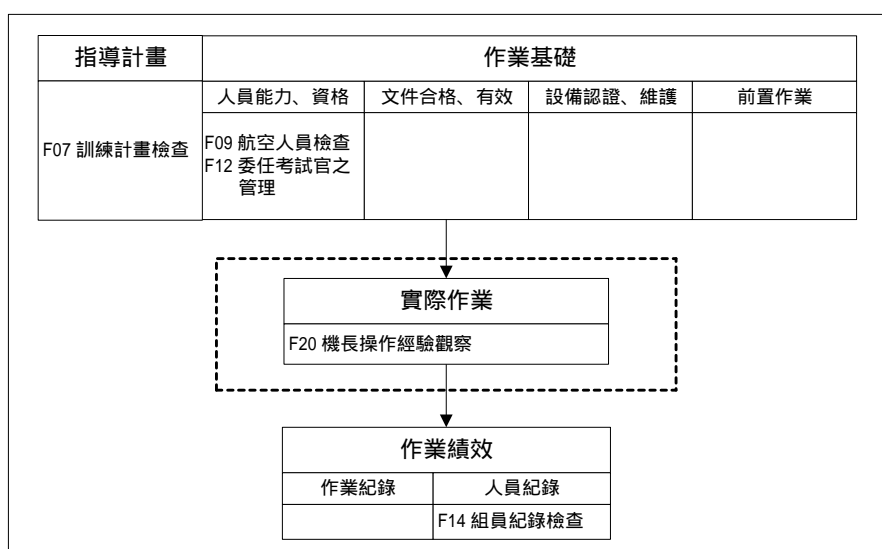 指導計畫
作業基礎
人員能力、資格
文件合格、有效
設備認證、維護
前置作業
F07 訓練計畫檢查
F09 航空人員檢查
F12 委任考試官之
管理
實際作業
F20 機長操作經驗觀察
作業績效
作業紀錄
人員紀錄
F14 組員紀錄檢查